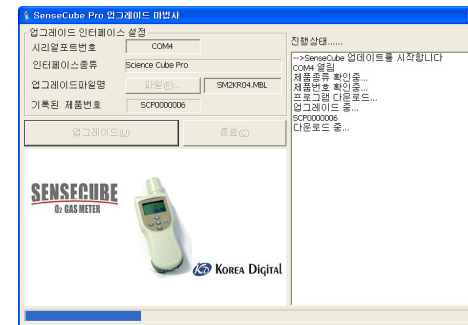 SenseCube Pro 업그레이드 마법사
업그레이드 인터페이스 설정
시리얼포트번호 COM4
인터페이스종류 Science Cube Pro
업그레이드파일명 파일(F)... SM2KR04.MBL
기록된 제품번호 SCP0000006
업그레이드(U) 종료(C)
SENSECUBE
O₂ GAS METER
KOREA DIGITAL
진행상태......
-->SenseCube 업데이트를 시작합니다
COM4 열림
제품종류 확인중...
제품번호 확인중...
프로그램 다운로드...
업그레이드 중...
SCP0000006
다운로드 중...